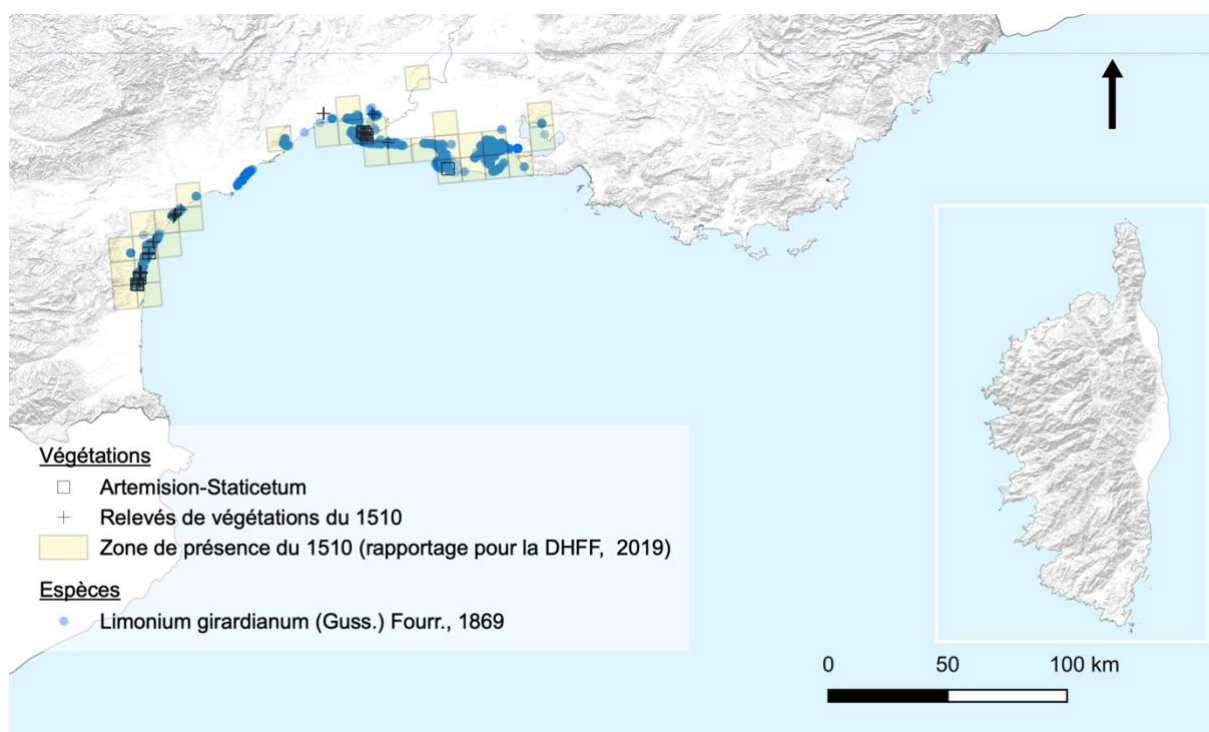 Végétations
Artemision-Staticetum
Relevés de végétations du 1510
Zone de présence du 1510 (rapportage pour la DHFF, 2019)
Espèces
Limonium girardianum (Guss.) Fourr., 1869
0 50 100 km